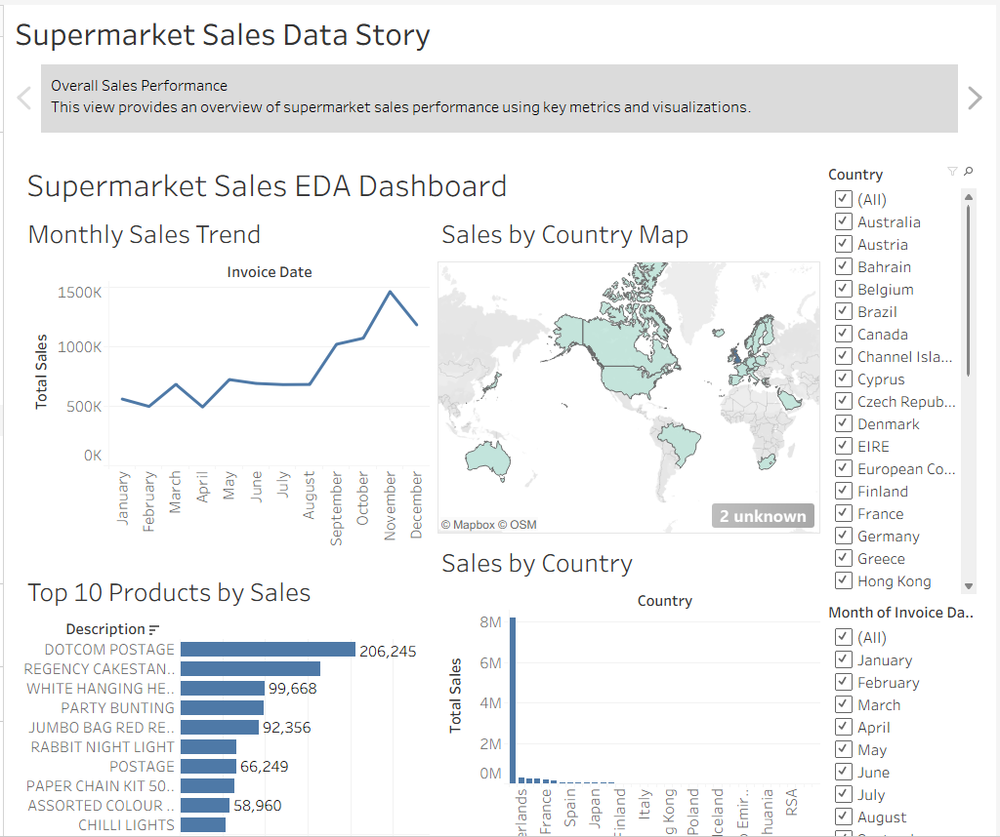 Supermarket Sales Data Story
Overall Sales Performance
This view provides an overview of supermarket sales performance using key metrics and visualizations.
Supermarket Sales EDA Dashboard
Monthly Sales Trend
Invoice Date
Total Sales
1500K
1000K
500K
0K
January
February
March
April
May
June
July
August
September
October
November
December
Sales by Country Map
2 unknown
© Mapbox © OSM
Top 10 Products by Sales
Description
DOTCOM POSTAGE 206,245
REGENCY CAKESTAN..
WHITE HANGING HE.. 99,668
PARTY BUNTING
JUMBO BAG RED RE.. 92,356
RABBIT NIGHT LIGHT
POSTAGE 66,249
PAPER CHAIN KIT 50..
ASSORTED COLOUR .. 58,960
CHILLI LIGHTS
Sales by Country
Country
Total Sales
8M
6M
4M
2M
0M
erlands
France
Spain
Japan
Finland
Italy
g Kong
Poland
Iceland
Emir..
huania
RSA
Country
(All)
Australia
Austria
Bahrain
Belgium
Brazil
Canada
Channel Isla...
Cyprus
Czech Repub...
Denmark
EIRE
European Co...
Finland
France
Germany
Greece
Hong Kong
Month of Invoice Da..
(All)
January
February
March
April
May
June
July
August